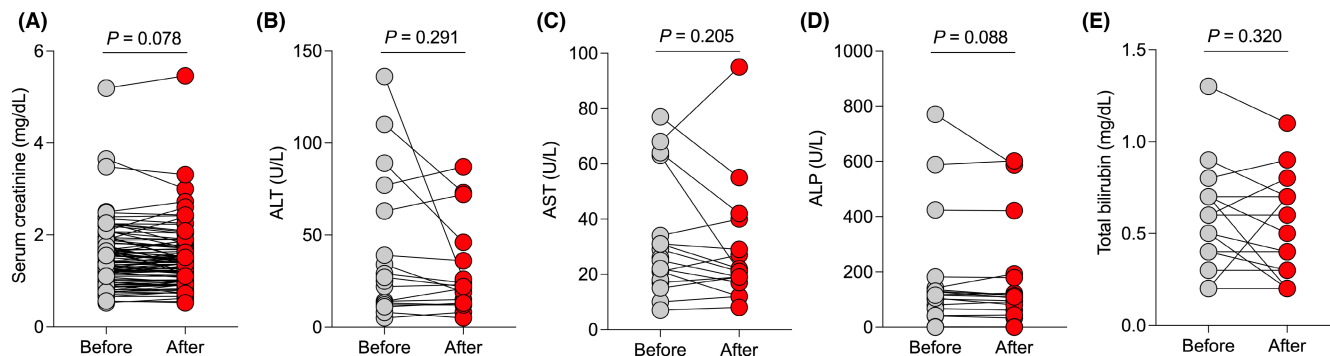 (A)
P = 0.078
Serum creatinine (mg/dL)
6
4
2
0
Before After
(B)
P = 0.291
ALT (U/L)
150
100
50
0
Before After
(C)
P = 0.205
AST (U/L)
100
80
60
40
20
0
Before After
(D)
P = 0.088
ALP (U/L)
1000
800
600
400
200
0
Before After
(E)
P = 0.320
Total bilirubin (mg/dL)
1.5
1.0
0.5
0.0
Before After